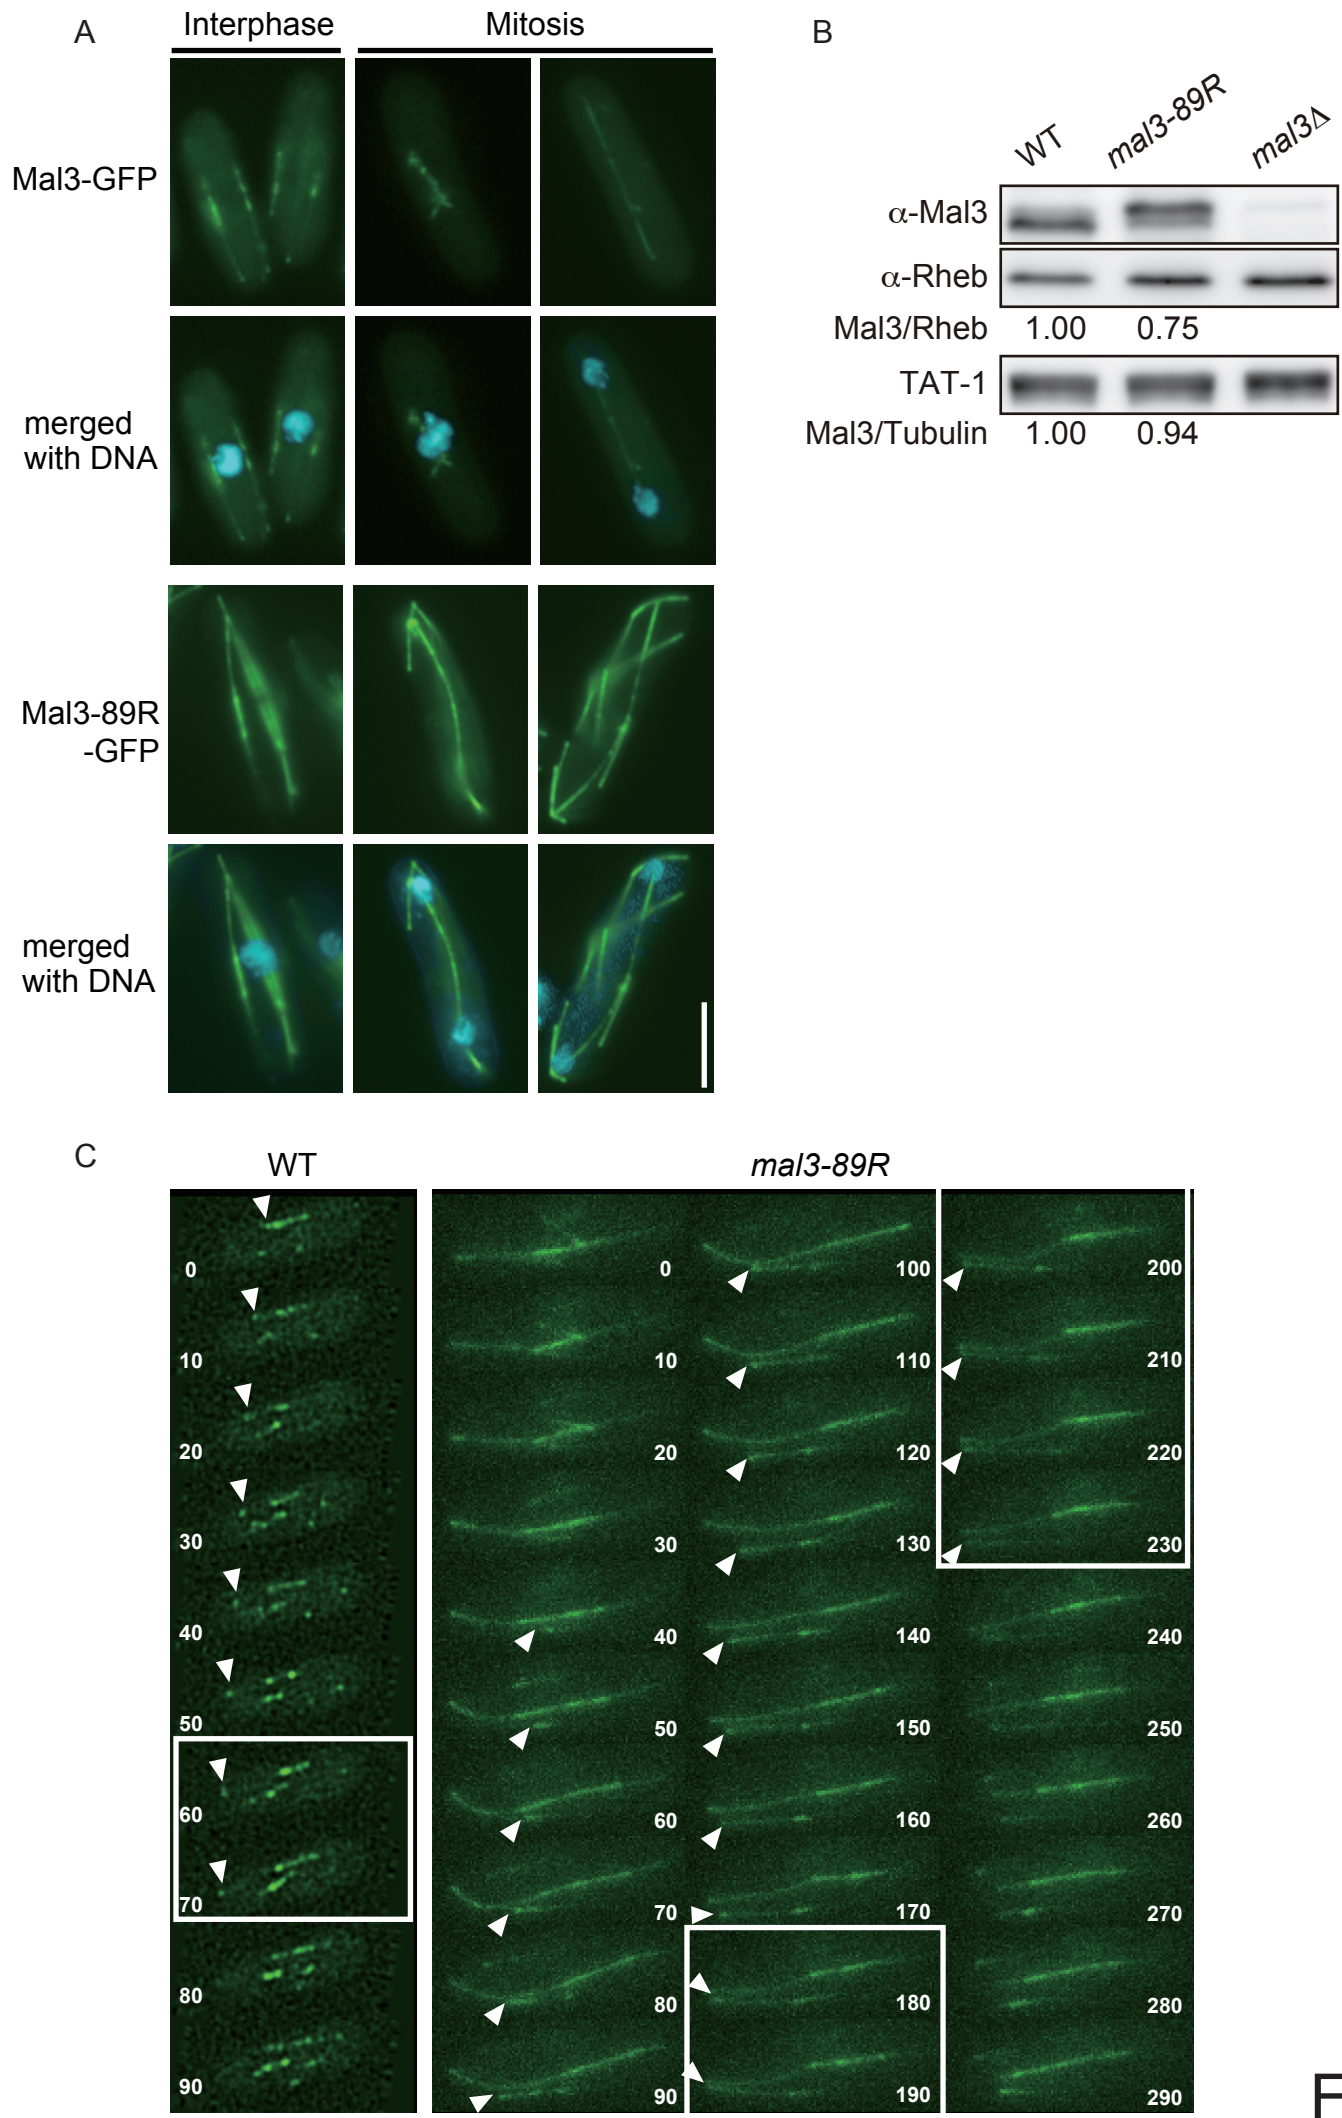 A
Interphase
Mitosis
Mal3-GFP
merged
with DNA
Mal3-89R
-GFP
merged
with DNA
B
WT
mal3-89R
mal3Δ
α-Mal3
α-Rheb
Mal3/Rheb 1.00 0.75
TAT-1
Mal3/Tubulin 1.00 0.94
C
WT
mal3-89R
0 0 100 200
10 10 110 210
20 20 120 220
30 30 130 230
40 40 140 240
50 50 150 250
60 60 160 260
70 70 170 270
80 80 180 280
90 90 190 290